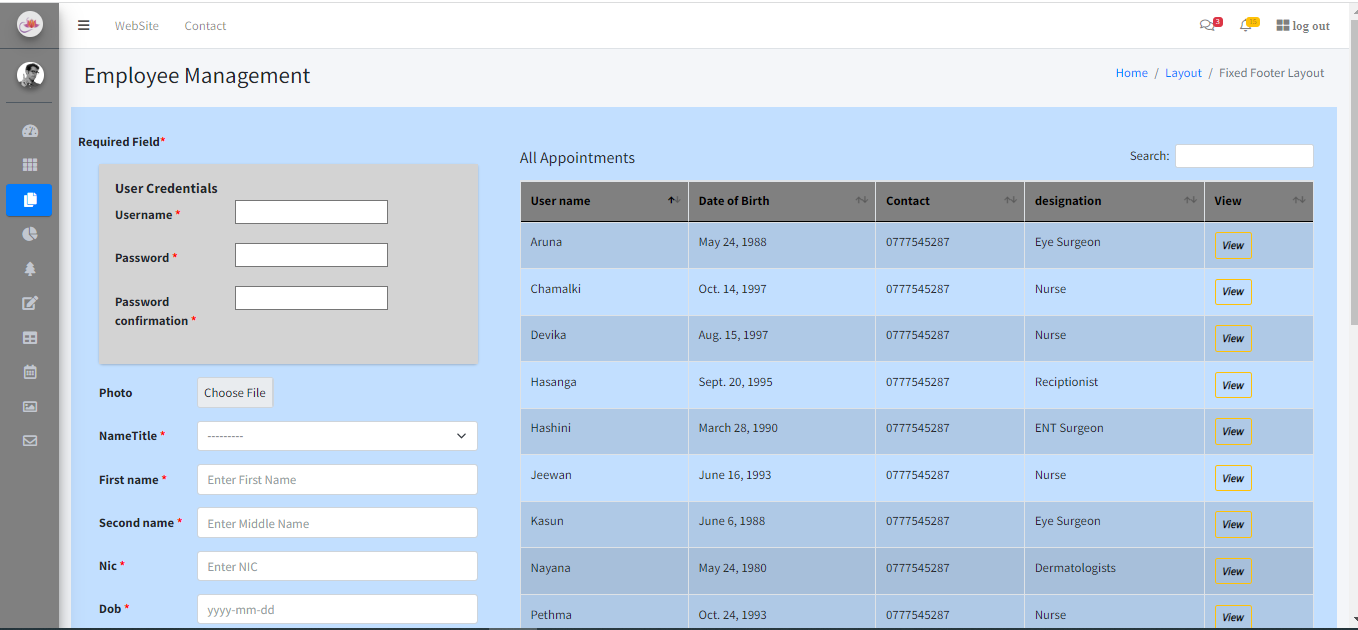 WebSite Contact 3 15 log out
Employee Management
Home / Layout / Fixed Footer Layout
Required Field*
User Credentials
Username *
Password *
Password
confirmation *
Photo Choose File
NameTitle * ---------
First name * Enter First Name
Second name * Enter Middle Name
Nic * Enter NIC
Dob * yyyy-mm-dd
All Appointments
Search:
User name Date of Birth Contact designation View
Aruna May 24, 1988 0777545287 Eye Surgeon View
Chamalki Oct. 14, 1997 0777545287 Nurse View
Devika Aug. 15, 1997 0777545287 Nurse View
Hasanga Sept. 20, 1995 0777545287 Reciptionist View
Hashini March 28, 1990 0777545287 ENT Surgeon View
Jeewan June 16, 1993 0777545287 Nurse View
Kasun June 6, 1988 0777545287 Eye Surgeon View
Nayana May 24, 1980 0777545287 Dermatologists View
Pethma Oct. 24, 1993 0777545287 Nurse View